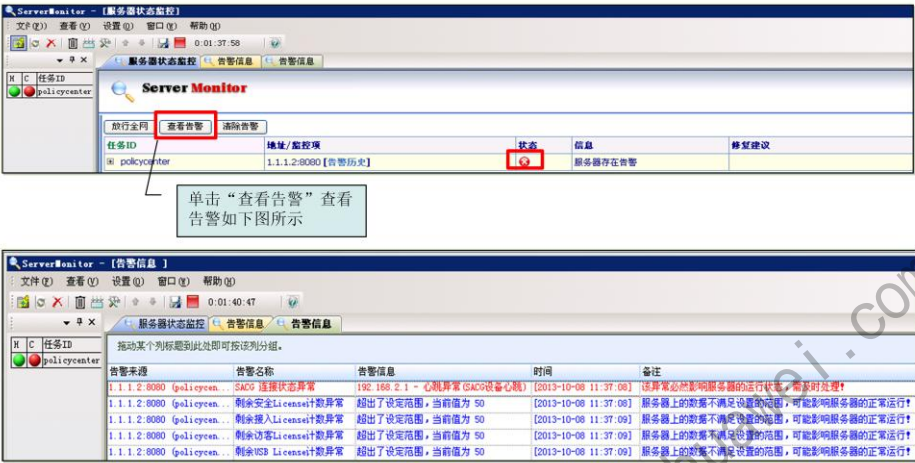 ServerMonitor - [服务器状态监控]
文件(F) 查看(V) 设置(O) 窗口(W) 帮助(H)
0:01:37:58
服务器状态监控 告警信息 告警信息
H C 任务ID
policycenter
Server Monitor
放行全网 查看告警 清除告警
任务ID 地址/监控项 状态 信息 修复建议
policycenter 1.1.1.2:8080 [告警历史] 服务器存在告警
单击“查看告警”查看
告警如下图所示
ServerMonitor - [告警信息 ]
文件(F) 查看(V) 设置(O) 窗口(W) 帮助(H)
0:01:40:47
服务器状态监控 告警信息 告警信息
H C 任务ID
policycenter
拖动某个列标题到此处即可按该列分组。
告警来源 告警名称 告警信息 时间 备注
1.1.1.2:8080 (policycen... SACG 连接状态异常 192.168.2.1 - 心跳异常(SACG设备心跳) [2013-10-08 11:37:08] 该异常必然影响服务器的运行状态,需及时处理!
1.1.1.2:8080 (policycen... 剩余安全License计数异常 超出了设定范围,当前值为 50 [2013-10-08 11:37:08] 服务器上的数据不满足设置的范围,可能影响服务器的正常运行!
1.1.1.2:8080 (policycen... 剩余接入License计数异常 超出了设定范围,当前值为 50 [2013-10-08 11:37:09] 服务器上的数据不满足设置的范围,可能影响服务器的正常运行!
1.1.1.2:8080 (policycen... 剩余访客License计数异常 超出了设定范围,当前值为 50 [2013-10-08 11:37:09] 服务器上的数据不满足设置的范围,可能影响服务器的正常运行!
1.1.1.2:8080 (policycen... 剩余USB License计数异常 超出了设定范围,当前值为 50 [2013-10-08 11:37:09] 服务器上的数据不满足设置的范围,可能影响服务器的正常运行!